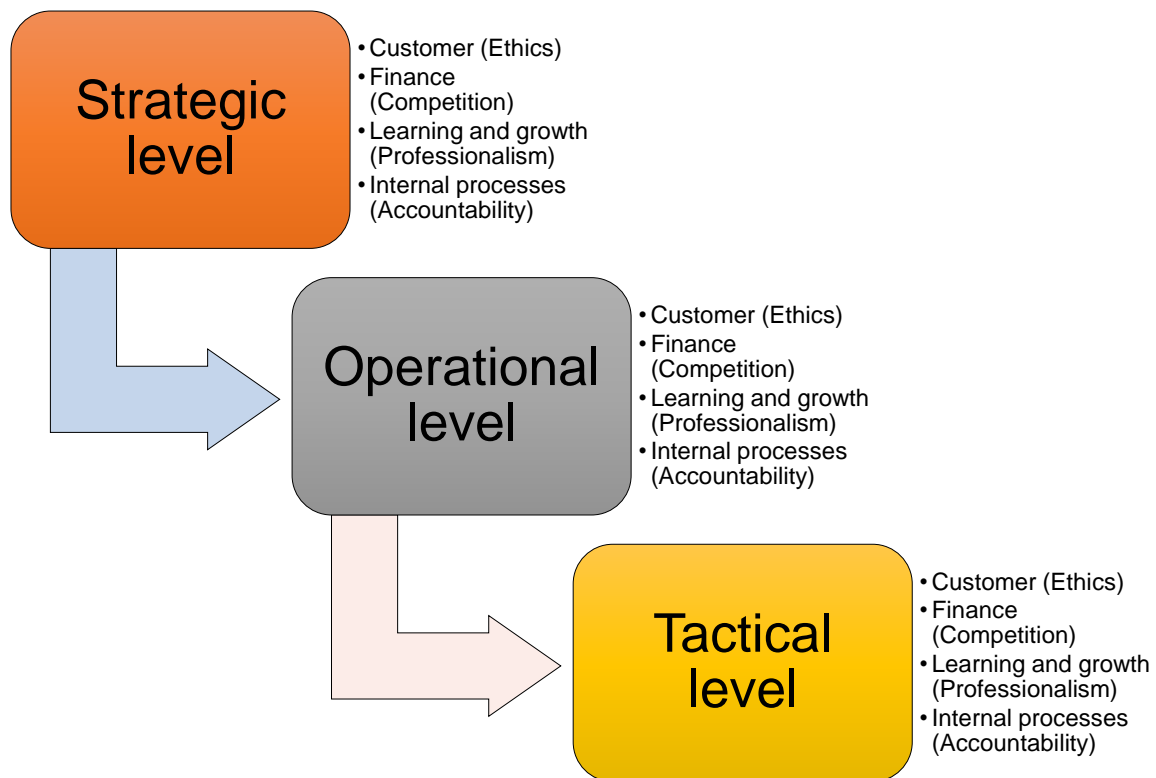 Strategic
level
• Customer (Ethics)
• Finance
(Competition)
• Learning and growth
(Professionalism)
• Internal processes
(Accountability)
Operational
level
• Customer (Ethics)
• Finance
(Competition)
• Learning and growth
(Professionalism)
• Internal processes
(Accountability)
Tactical
level
• Customer (Ethics)
• Finance
(Competition)
• Learning and growth
(Professionalism)
• Internal processes
(Accountability)